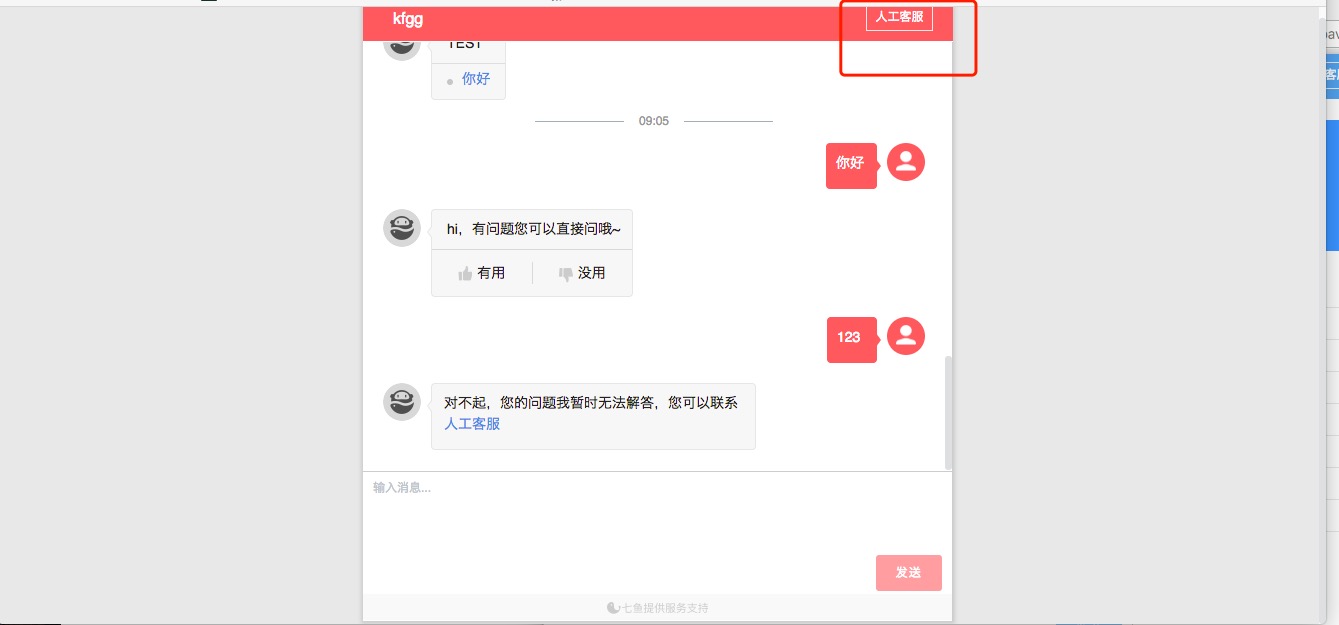 kfgg
人工客服
TEST
你好
09:05
你好
hi，有问题您可以直接问哦~
有用
没用
123
对不起，您的问题我暂时无法解答，您可以联系
人工客服
输入消息...
发送
七鱼提供服务支持